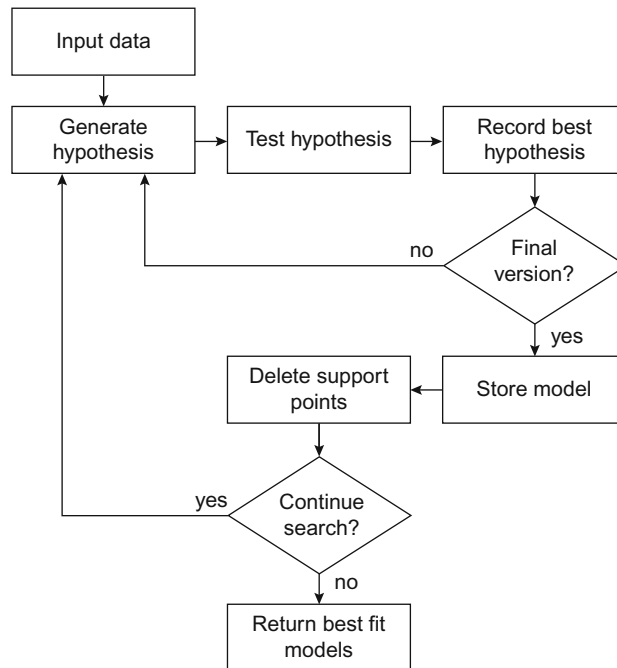 Input data
Generate
hypothesis
Test hypothesis
Record best
hypothesis
no
Final
version?
yes
Delete support
points
Store model
yes
Continue
search?
no
Return best fit
models